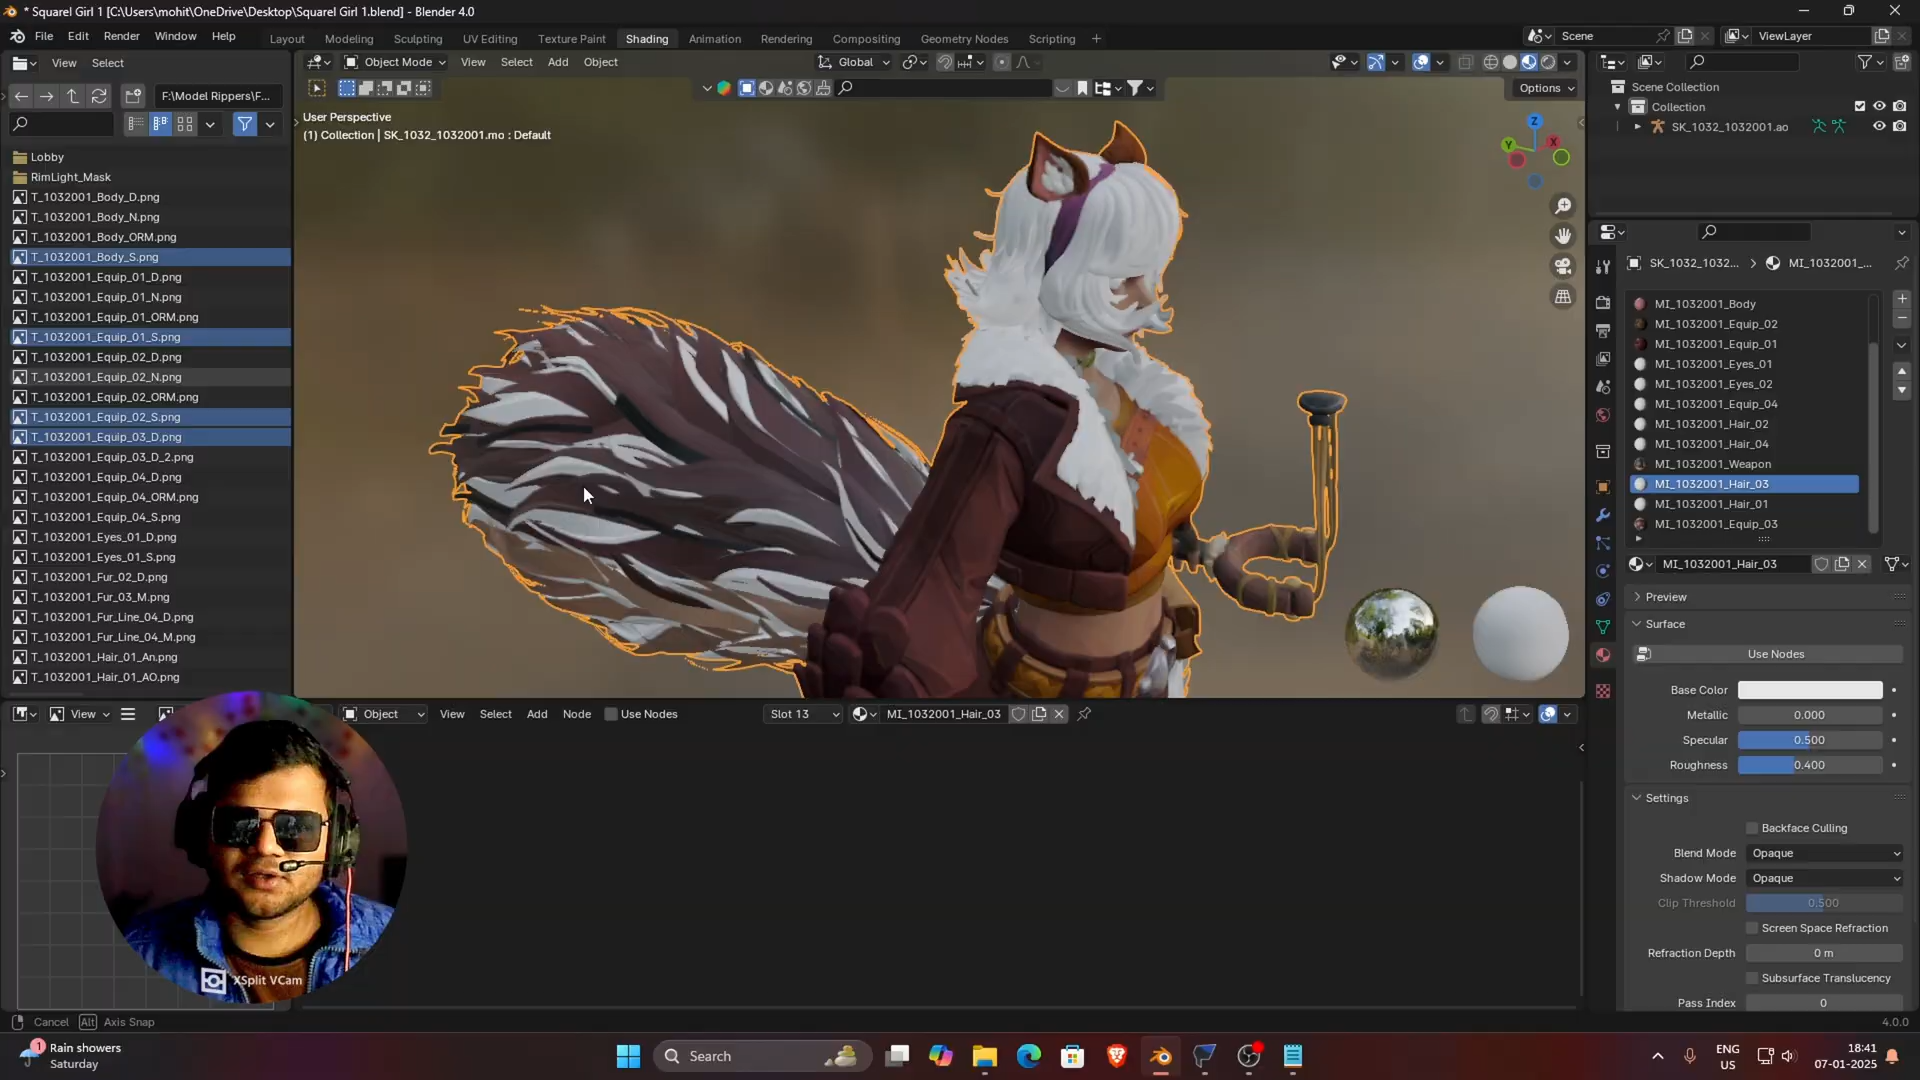 * Squarel Girl 1 [C:\Users\mohit\OneDrive\Desktop\Squarel Girl 1.blend] - Blender 4.0
File Edit Render Window Help
Layout Modeling Sculpting UV Editing Texture Paint Shading Animation Rendering Compositing Geometry Nodes Scripting +
Scene
ViewLayer
View Select
Object Mode View Select Add Object
Global
F:\Model Rippers\F...
Options
Lobby
RimLight_Mask
T_1032001_Body_D.png
T_1032001_Body_N.png
T_1032001_Body_ORM.png
T_1032001_Body_S.png
T_1032001_Equip_01_D.png
T_1032001_Equip_01_N.png
T_1032001_Equip_01_ORM.png
T_1032001_Equip_01_S.png
T_1032001_Equip_02_D.png
T_1032001_Equip_02_N.png
T_1032001_Equip_02_ORM.png
T_1032001_Equip_02_S.png
T_1032001_Equip_03_D.png
T_1032001_Equip_03_D_2.png
T_1032001_Equip_04_D.png
T_1032001_Equip_04_ORM.png
T_1032001_Equip_04_S.png
T_1032001_Eyes_01_D.png
T_1032001_Eyes_01_S.png
T_1032001_Fur_02_D.png
T_1032001_Fur_03_M.png
T_1032001_Fur_Line_04_D.png
T_1032001_Fur_Line_04_M.png
T_1032001_Hair_01_An.png
T_1032001_Hair_01_AO.png
User Perspective
(1) Collection | SK_1032_1032001.mo : Default
Z
Y
X
Scene Collection
Collection
SK_1032_1032001.ao
SK_1032_1032... > MI_1032001_...
MI_1032001_Body
MI_1032001_Equip_02
MI_1032001_Equip_01
MI_1032001_Eyes_01
MI_1032001_Eyes_02
MI_1032001_Equip_04
MI_1032001_Hair_02
MI_1032001_Hair_04
MI_1032001_Weapon
MI_1032001_Hair_03
MI_1032001_Hair_01
MI_1032001_Equip_03
MI_1032001_Hair_03
Preview
Surface
Use Nodes
Base Color
Metallic 0.000
Specular 0.500
Roughness 0.400
Settings
Backface Culling
Blend Mode Opaque
Shadow Mode Opaque
Clip Threshold 0.500
Screen Space Refraction
Refraction Depth 0 m
Subsurface Translucency
Pass Index 0
View
Object View Select Add Node Use Nodes
Slot 13
MI_1032001_Hair_03
XSplit VCam
Cancel Alt Axis Snap
4.0.0
1
Rain showers
Saturday
Search
ENG
US
18:41
07-01-2025